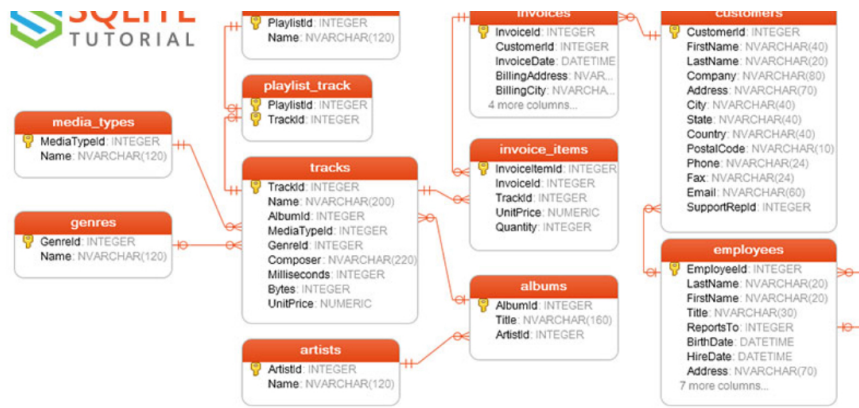 SQLITE
TUTORIAL
PlaylistId: INTEGER
Name: NVARCHAR(120)
playlist_track
PlaylistId: INTEGER
TrackId: INTEGER
media_types
MediaTypeId: INTEGER
Name: NVARCHAR(120)
genres
GenreId: INTEGER
Name: NVARCHAR(120)
tracks
TrackId: INTEGER
Name: NVARCHAR(200)
AlbumId: INTEGER
MediaTypeId: INTEGER
GenreId: INTEGER
Composer: NVARCHAR(220)
Milliseconds: INTEGER
Bytes: INTEGER
UnitPrice: NUMERIC
artists
ArtistId: INTEGER
Name: NVARCHAR(120)
invoices
InvoiceId: INTEGER
CustomerId: INTEGER
InvoiceDate: DATETIME
BillingAddress: NVAR...
BillingCity: NVARCHA...
4 more columns...
invoice_items
InvoiceItemId: INTEGER
InvoiceId: INTEGER
TrackId: INTEGER
UnitPrice: NUMERIC
Quantity: INTEGER
albums
AlbumId: INTEGER
Title: NVARCHAR(160)
ArtistId: INTEGER
customers
CustomerId: INTEGER
FirstName: NVARCHAR(40)
LastName: NVARCHAR(20)
Company: NVARCHAR(80)
Address: NVARCHAR(70)
City: NVARCHAR(40)
State: NVARCHAR(40)
Country: NVARCHAR(40)
PostalCode: NVARCHAR(10)
Phone: NVARCHAR(24)
Fax: NVARCHAR(24)
Email: NVARCHAR(60)
SupportRepId: INTEGER
employees
EmployeeId: INTEGER
LastName: NVARCHAR(20)
FirstName: NVARCHAR(20)
Title: NVARCHAR(30)
ReportsTo: INTEGER
BirthDate: DATETIME
HireDate: DATETIME
Address: NVARCHAR(70)
7 more columns...